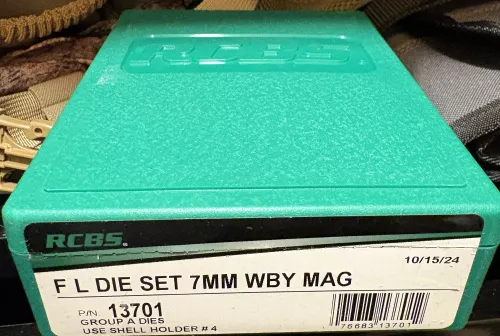 RCBS.
RCBS.
10/15/24
F L DIE SET 7MM WBY MAG
P/N 13701
GROUP A DIES
USE SHELL HOLDER # 4
76683 13701